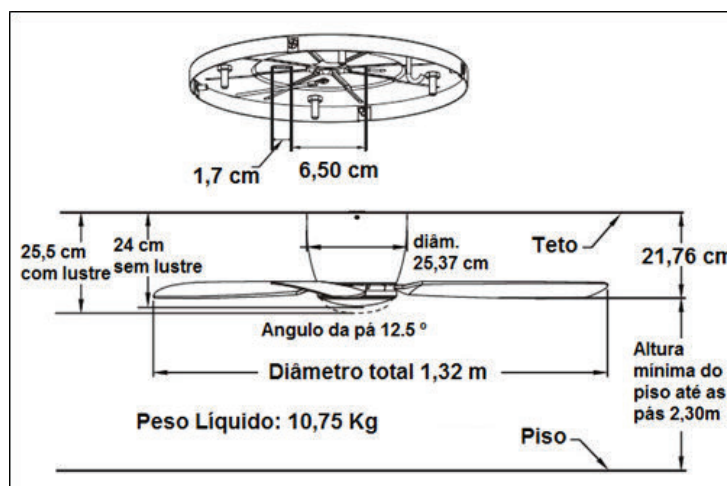 1,7 cm
6,50 cm
25,5 cm
com lustre
24 cm
sem lustre
diâm.
25,37 cm
Teto
21,76 cm
Angulo da pá 12.5 º
Diâmetro total 1,32 m
Altura
mínima do
piso até as
pás 2,30m
Peso Líquido: 10,75 Kg
Piso